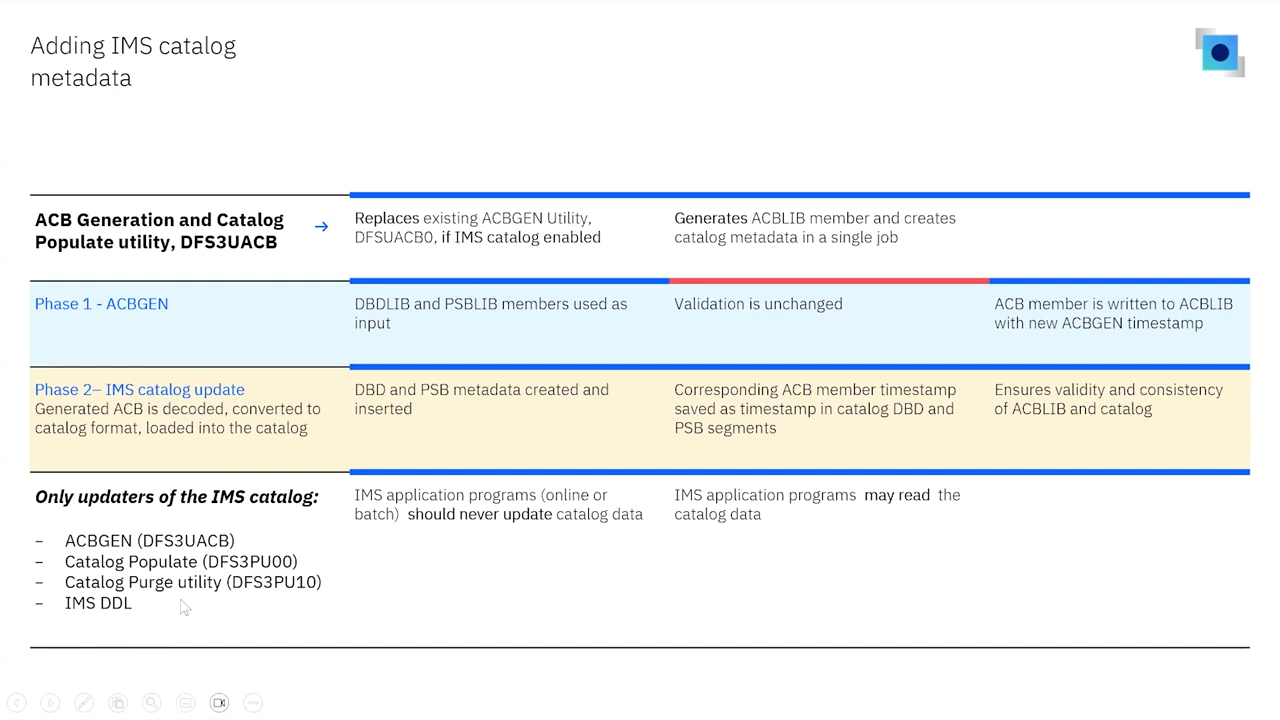 Adding IMS catalog
metadata
ACB Generation and Catalog
Populate utility, DFS3UACB
→
Replaces existing ACBGEN Utility,
DFSUACB0, if IMS catalog enabled
Generates ACBLIB member and creates
catalog metadata in a single job
Phase 1 - ACBGEN
DBDLIB and PSBLIB members used as
input
Validation is unchanged
ACB member is written to ACBLIB
with new ACBGEN timestamp
Phase 2– IMS catalog update
Generated ACB is decoded, converted to
catalog format, loaded into the catalog
DBD and PSB metadata created and
inserted
Corresponding ACB member timestamp
saved as timestamp in catalog DBD and
PSB segments
Ensures validity and consistency
of ACBLIB and catalog
Only updaters of the IMS catalog:
– ACBGEN (DFS3UACB)
– Catalog Populate (DFS3PU00)
– Catalog Purge utility (DFS3PU10)
– IMS DDL
IMS application programs (online or
batch) should never update catalog data
IMS application programs may read the
catalog data